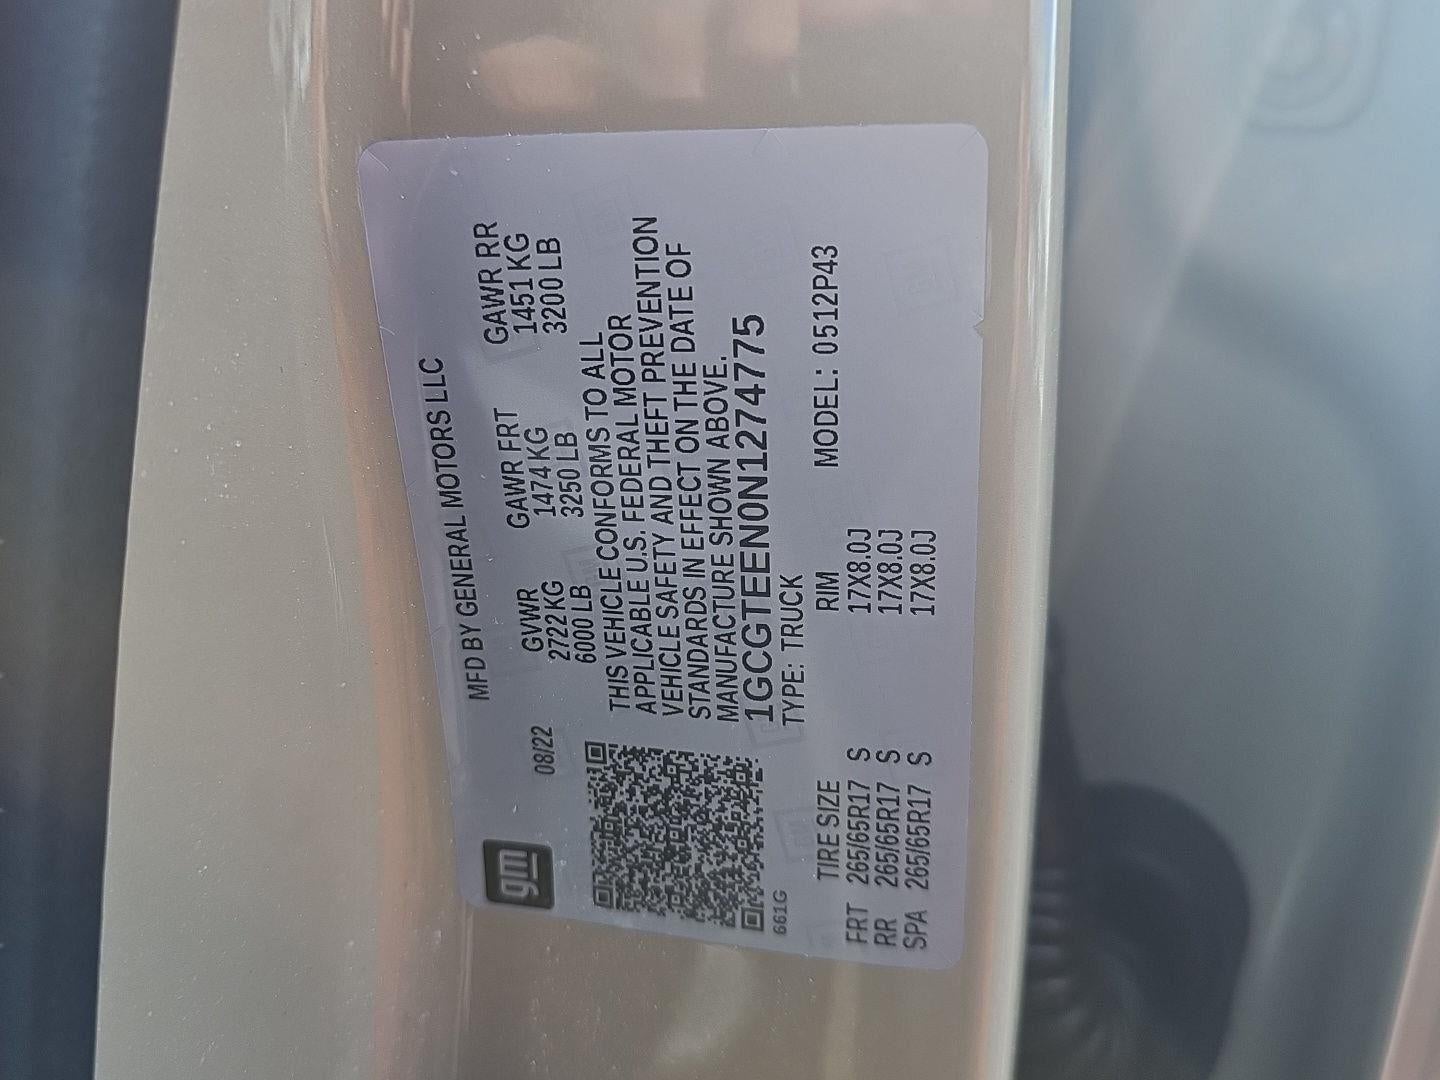 gm
08/22
MFD BY GENERAL MOTORS LLC
GVWR GAWR FRT GAWR RR
2722 KG 1474 KG 1451 KG
6000 LB 3250 LB 3200 LB
THIS VEHICLE CONFORMS TO ALL
APPLICABLE U.S. FEDERAL MOTOR
VEHICLE SAFETY AND THEFT PREVENTION
STANDARDS IN EFFECT ON THE DATE OF
MANUFACTURE SHOWN ABOVE.
1GCGTEEN0N1274775
TYPE: TRUCK
661G
TIRE SIZE RIM MODEL: 0512P43
FRT 265/65R17 S 17X8.0J
RR 265/65R17 S 17X8.0J
SPA 265/65R17 S 17X8.0J